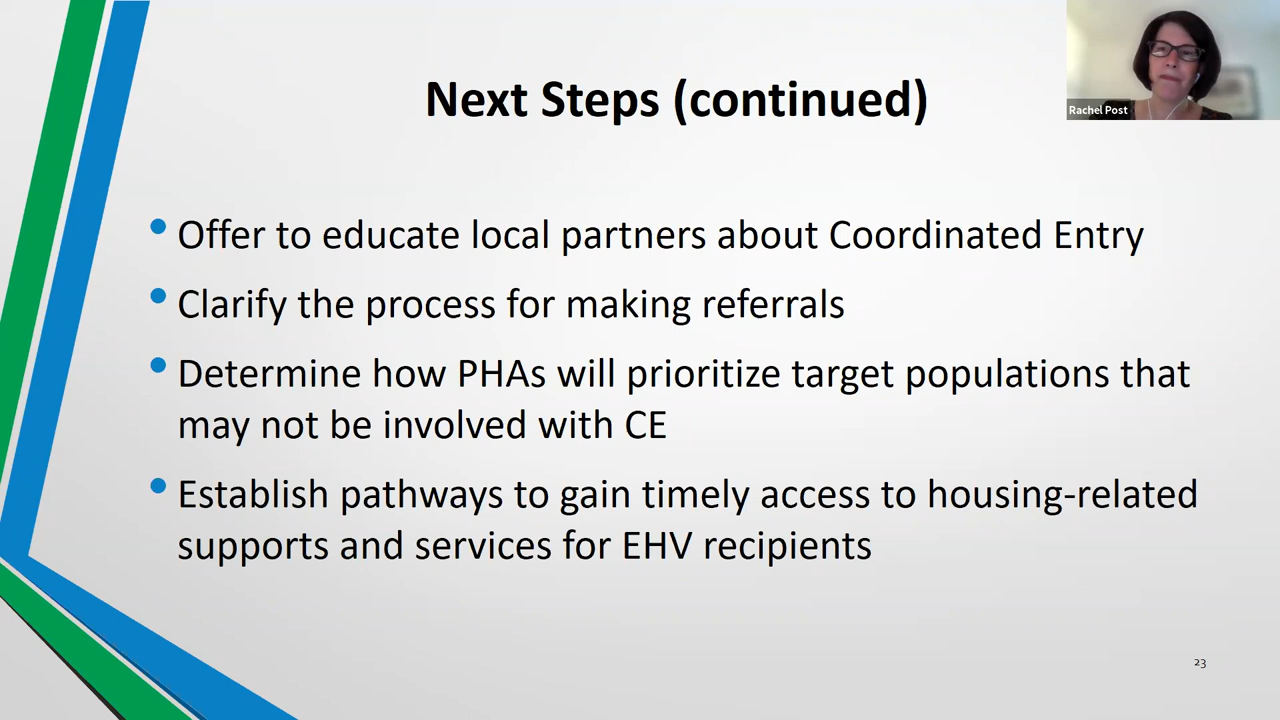 Next Steps (continued)
Rachel Post
• Offer to educate local partners about Coordinated Entry
• Clarify the process for making referrals
• Determine how PHAs will prioritize target populations that
may not be involved with CE
• Establish pathways to gain timely access to housing-related
supports and services for EHV recipients
23